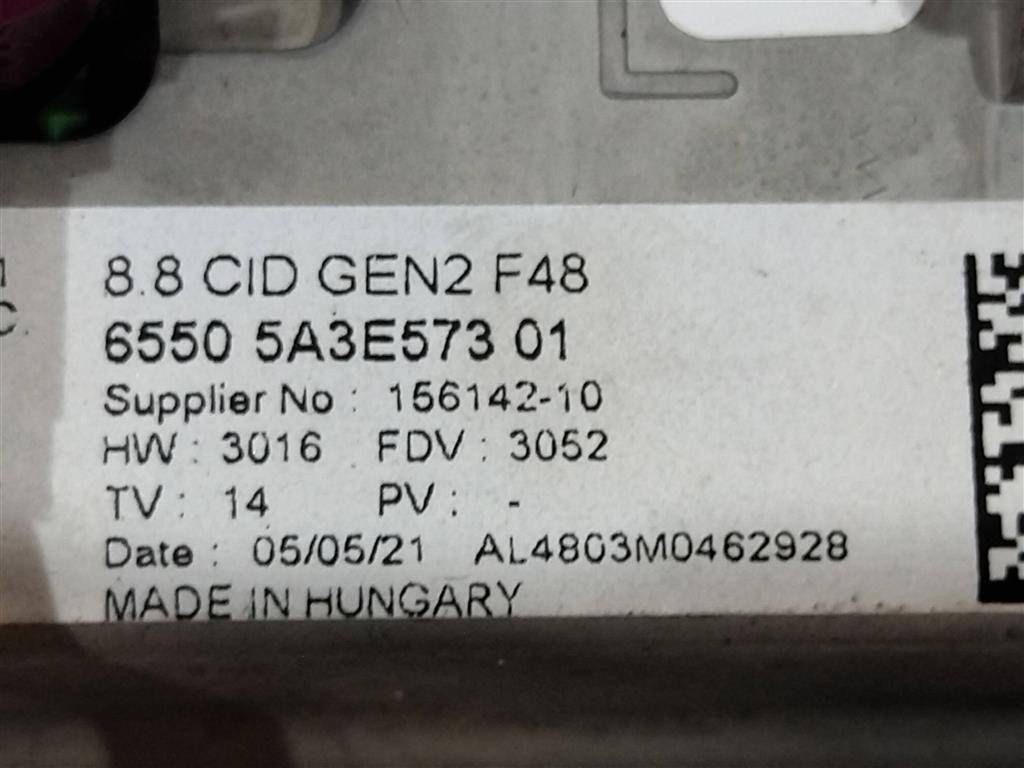 8.8 CID GEN2 F48
6550 5A3E573 01
Supplier No : 156142-10
HW : 3016 FDV : 3052
TV : 14 PV : -
Date : 05/05/21 AL4803M0462928
MADE IN HUNGARY